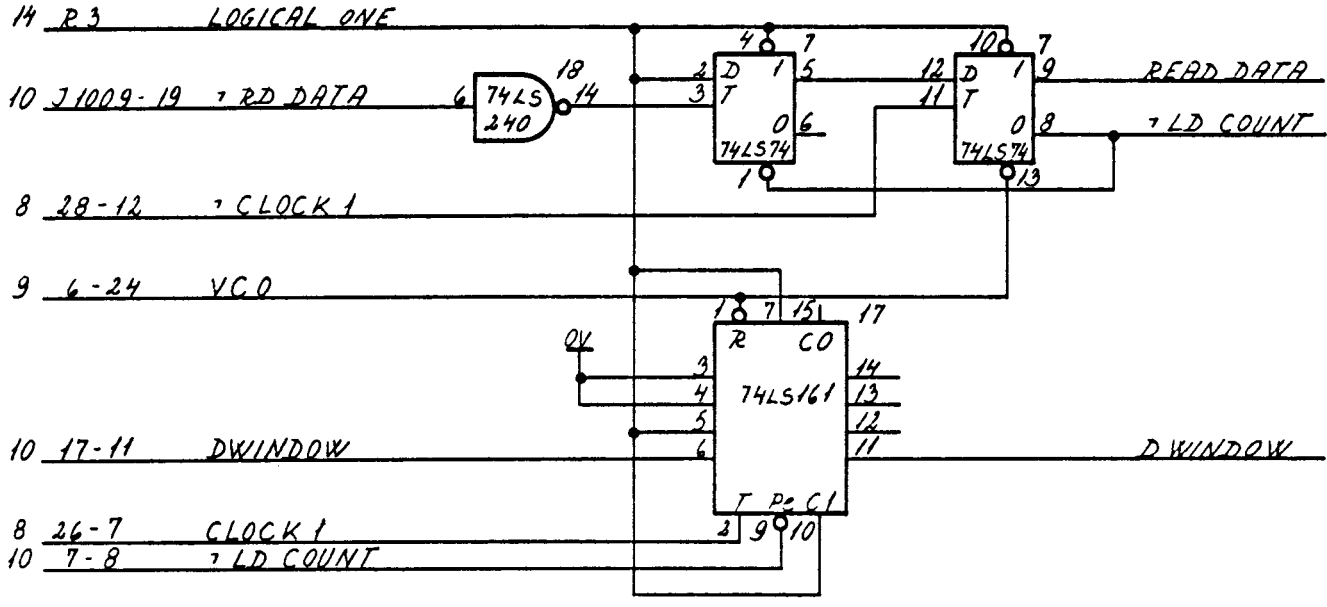 14 R3 LOGICAL ONE
4 7
10 7
2 D 1 5
12 D 1 9 READ DATA
18
10 J1009-19 ¬ RD DATA 6 74LS 240 14
3 T
11 T
0 6
0 8 ¬ LD COUNT
74LS74
74LS74
1
13
8 28-12 ¬ CLOCK 1
9 6-24 VCO
1 7 15 17
R CO
0V
3 14
74LS161
4 13
5 12
10 17-11 DWINDOW 6 11 DWINDOW
T PE CI
8 26-7 CLOCK 1 2 9 10
10 7-8 ¬ LD COUNT